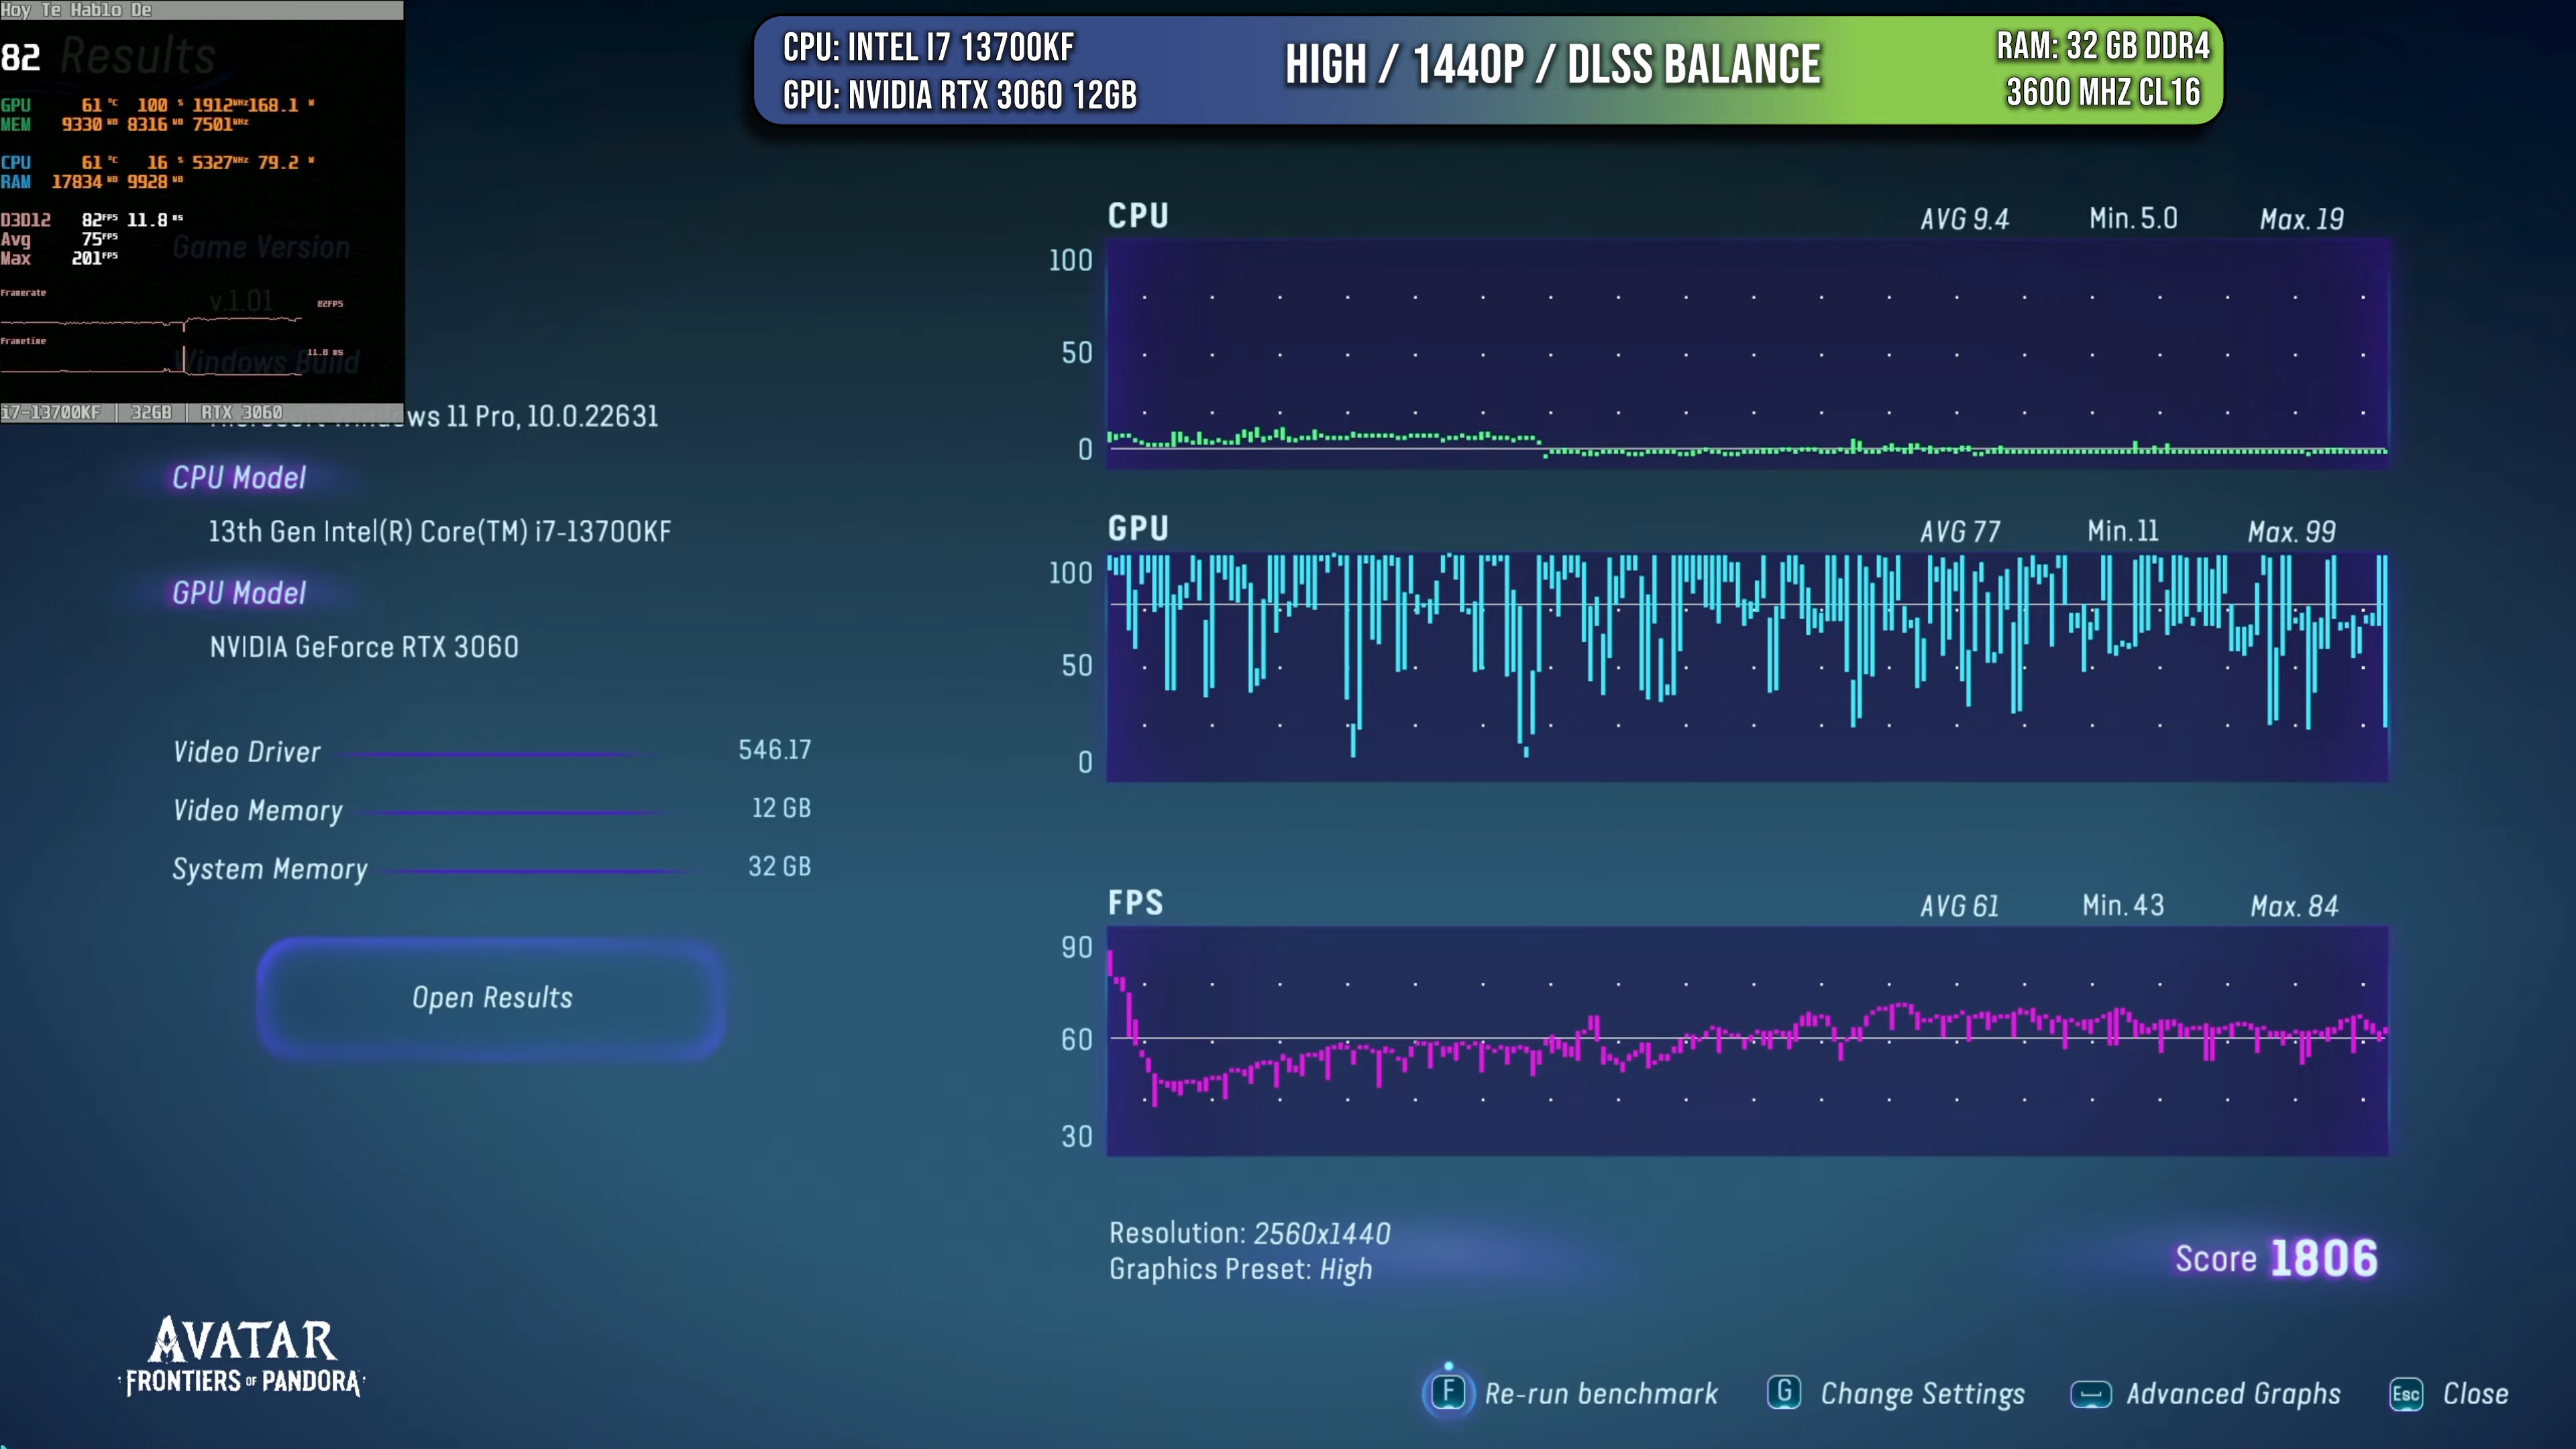 Hoy Te Hablo De
82 Results
GPU 61 °C 100 % 1912 MHz 168.1 W
MEM 9330 MB 8316 MB 7501 MHz
CPU 61 °C 16 % 5327 MHz 79.2 W
RAM 17834 MB 9928 MB
D3D12 82 FPS 11.8 ms
Avg 75 FPS
Max 201 FPS
Game Version
Framerate
v.1.01
82FPS
Frametime
11.8 ms
Windows Build
i7-13700KF | 32GB | RTX 3060
CPU: INTEL I7 13700KF
GPU: NVIDIA RTX 3060 12GB
HIGH / 1440P / DLSS BALANCE
RAM: 32 GB DDR4
3600 MHZ CL16
Microsoft Windows 11 Pro, 10.0.22631
CPU Model
13th Gen Intel(R) Core(TM) i7-13700KF
GPU Model
NVIDIA GeForce RTX 3060
Video Driver 546.17
Video Memory 12 GB
System Memory 32 GB
Open Results
CPU AVG 9.4 Min. 5.0 Max. 19
100
50
0
GPU AVG 77 Min. 11 Max. 99
100
50
0
FPS AVG 61 Min. 43 Max. 84
90
60
30
Resolution: 2560x1440
Graphics Preset: High
Score 1806
AVATAR
FRONTIERS OF PANDORA
F Re-run benchmark G Change Settings Advanced Graphs Esc Close